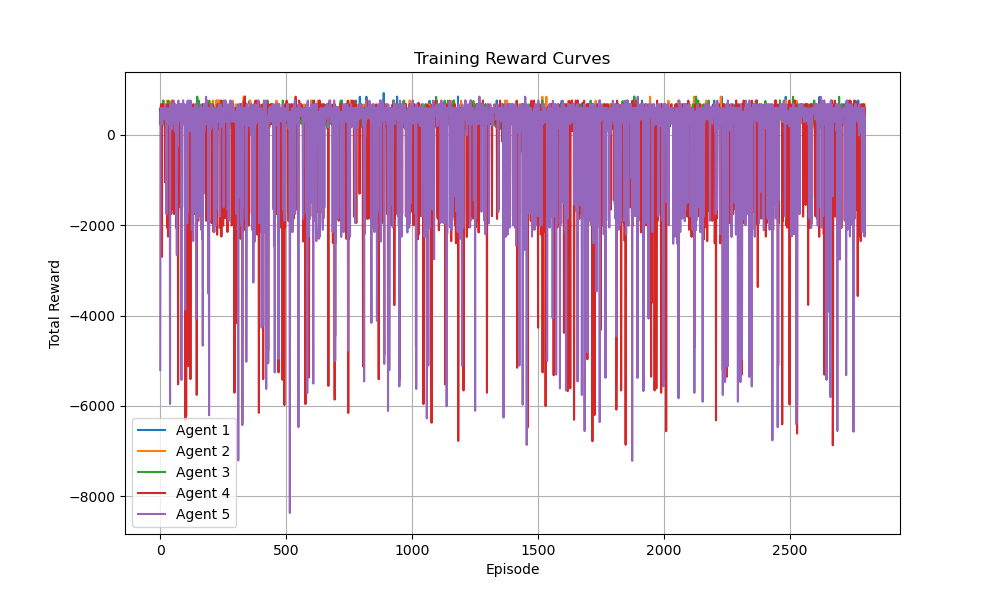 Training Reward Curves
Total Reward
0
−2000
−4000
−6000
−8000
Agent 1
Agent 2
Agent 3
Agent 4
Agent 5
0
500
1000
1500
2000
2500
Episode